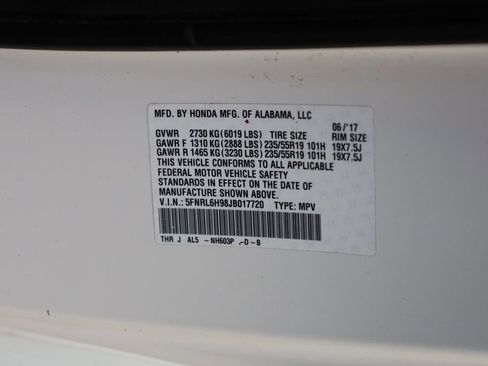 MFD. BY HONDA MFG. OF ALABAMA, LLC
06/'17
GVWR 2730 KG (6019 LBS) TIRE SIZE RIM SIZE
GAWR F 1310 KG (2888 LBS) 235/55R19 101H 19X7.5J
GAWR R 1465 KG (3230 LBS) 235/55R19 101H 19X7.5J
THIS VEHICLE CONFORMS TO ALL APPLICABLE
FEDERAL MOTOR VEHICLE SAFETY
STANDARDS IN EFFECT ON THE DATE OF
MANUFACTURE SHOWN ABOVE.
V.I.N.: 5FNRL6H98JB017720 TYPE: MPV
THR J AL5 - NH603P .-D-B